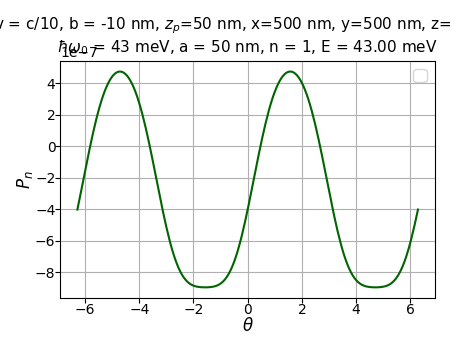 v = c/10, b = -10 nm, z_p=50 nm, x=500 nm, y=500 nm, z=
ℏω_n = 43 meV, a = 50 nm, n = 1, E = 43.00 meV
1e−7
4
2
0
−2
−4
−6
−8
P_n
−6 −4 −2 0 2 4 6
θ